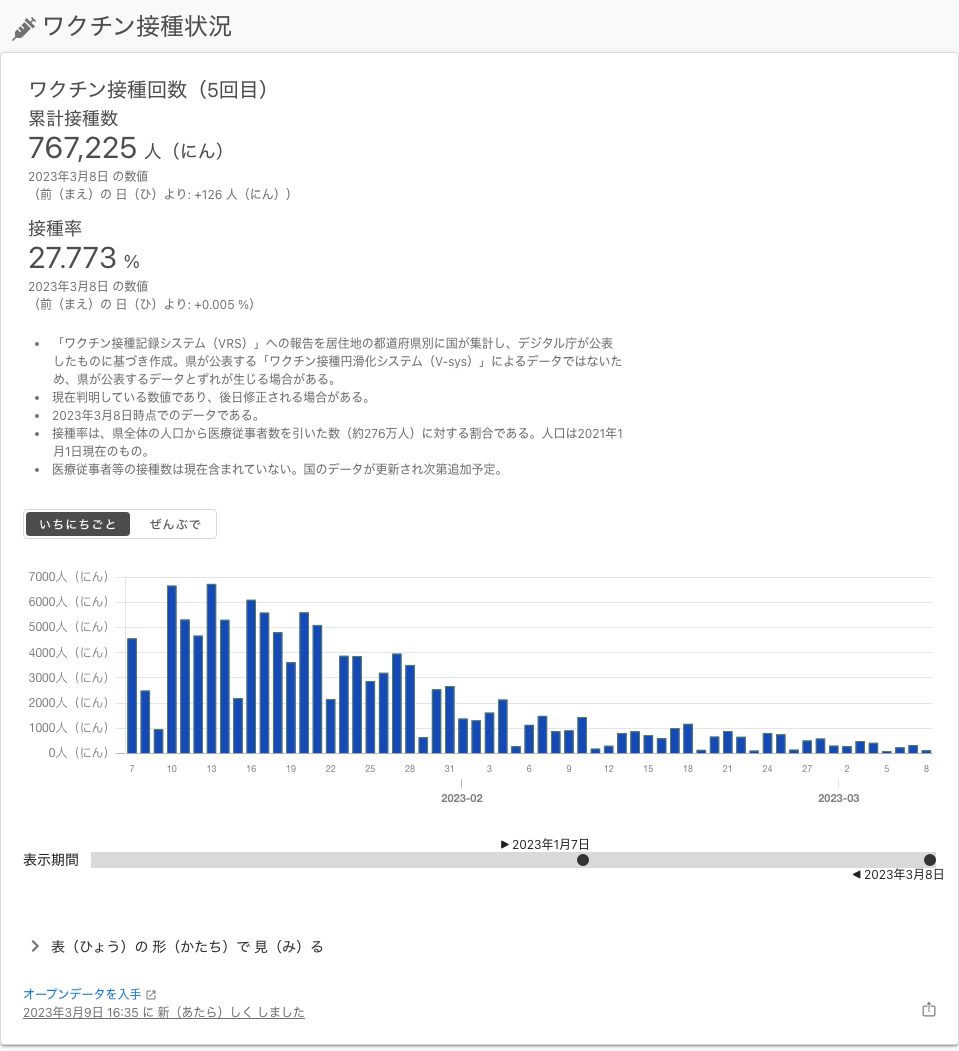 ワクチン接種状況
ワクチン接種回数（5回目）
累計接種数
767,225 人（にん）
2023年3月8日 の数値
（前（まえ）の 日（ひ）より: +126 人（にん））
接種率
27.773 %
2023年3月8日 の数値
（前（まえ）の 日（ひ）より: +0.005 %）
• 「ワクチン接種記録システム（VRS）」への報告を居住地の都道府県別に国が集計し、デジタル庁が公表
したものに基づき作成。県が公表する「ワクチン接種円滑化システム（V-sys）」によるデータではないた
め、県が公表するデータとずれが生じる場合がある。
• 現在判明している数値であり、後日修正される場合がある。
• 2023年3月8日時点でのデータである。
• 接種率は、県全体の人口から医療従事者数を引いた数（約276万人）に対する割合である。人口は2021年1
月1日現在のもの。
• 医療従事者等の接種数は現在含まれていない。国のデータが更新され次第追加予定。
いちにちごと ぜんぶで
7000人（にん）
6000人（にん）
5000人（にん）
4000人（にん）
3000人（にん）
2000人（にん）
1000人（にん）
0人（にん）
7 10 13 16 19 22 25 28 31 3 6 9 12 15 18 21 24 27 2 5 8
2023-02 2023-03
▶ 2023年1月7日
表示期間
◀ 2023年3月8日
表（ひょう）の 形（かたち）で 見（み）る
オープンデータを入手
2023年3月9日 16:35 に 新（あたら）しく しました